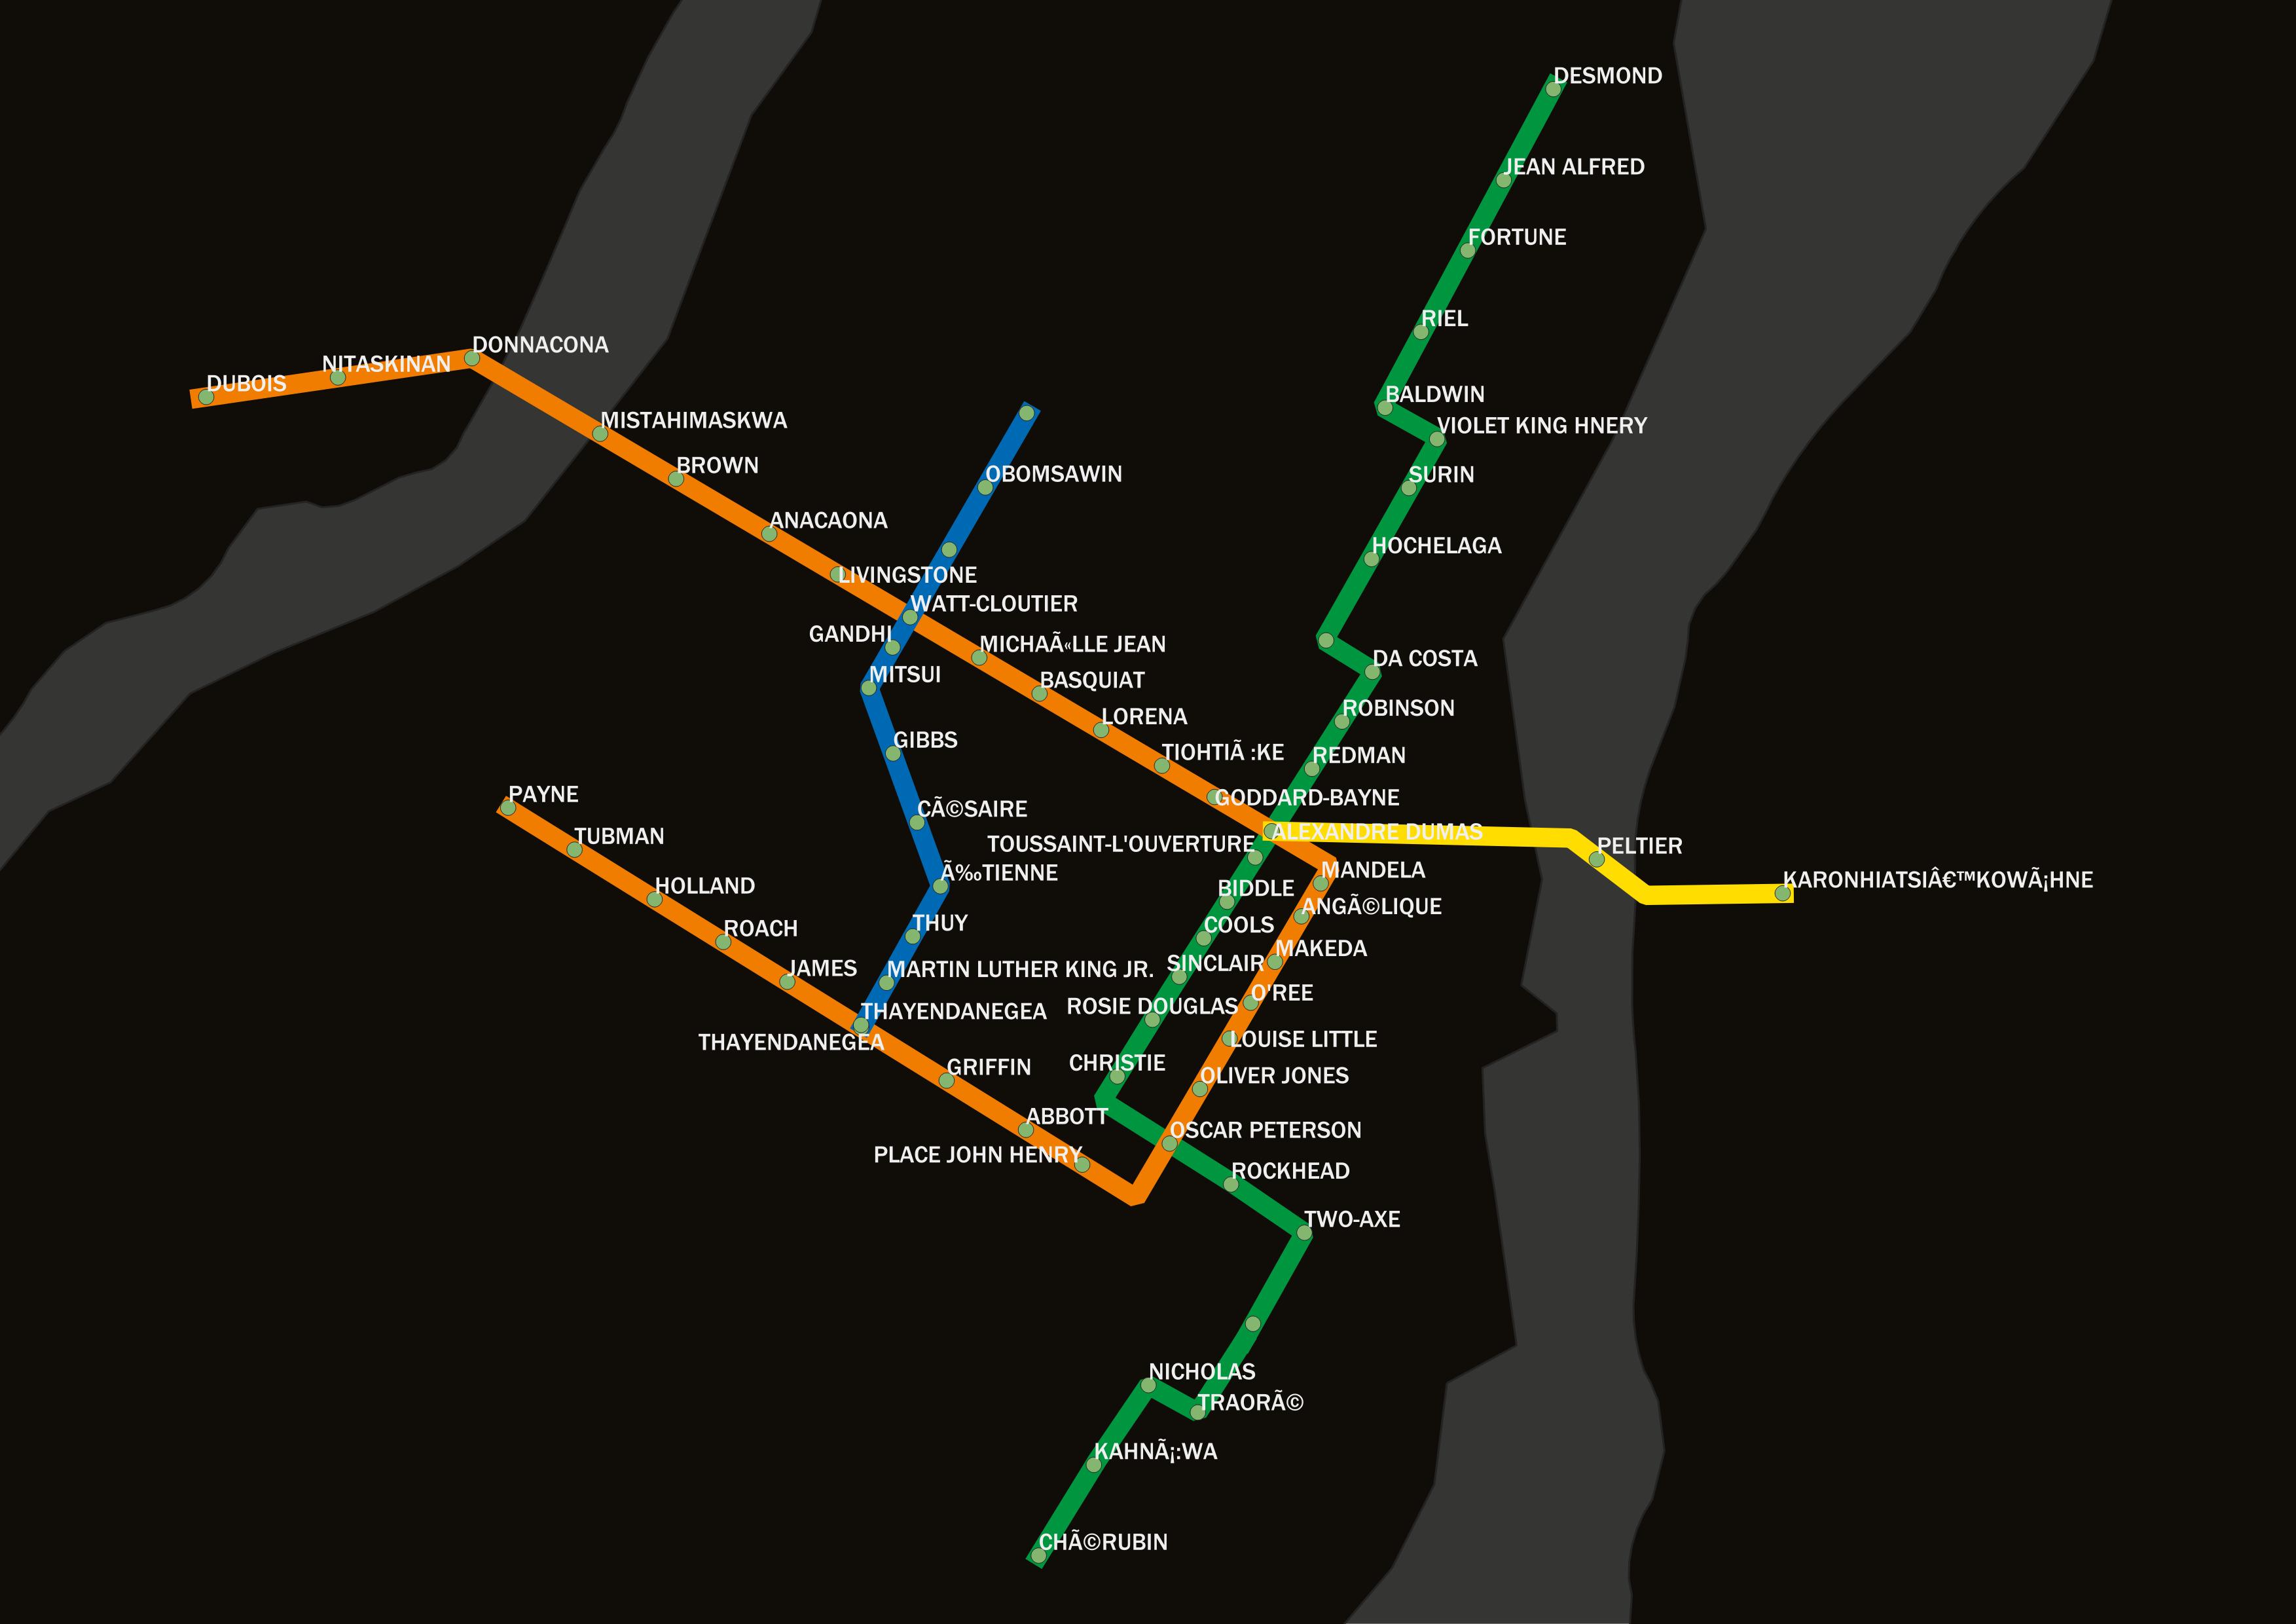 DESMOND
JEAN ALFRED
FORTUNE
RIEL
DONNACONA
NITASKINAN
DUBOIS
BALDWIN
MISTAHIMASKWA
VIOLET KING HNERY
BROWN
OBOMSAWIN
SURIN
ANACAONA
HOCHELAGA
LIVINGSTONE
WATT-CLOUTIER
GANDHI
MICHAÃ«LLE JEAN
DA COSTA
MITSUI
BASQUIAT
ROBINSON
LORENA
GIBBS
TIOHTIÃ :KE
REDMAN
PAYNE
GODDARD-BAYNE
CÃ©SAIRE
ALEXANDRE DUMAS
TUBMAN
TOUSSAINT-L'OUVERTURE
PELTIER
MANDELA
Ã‰TIENNE
KARONHIATSIÂ€™KOWÃ¡HNE
HOLLAND
BIDDLE
ANGÃ©LIQUE
THUY
COOLS
ROACH
MAKEDA
SINCLAIR
JAMES
MARTIN LUTHER KING JR.
O'REE
ROSIE DOUGLAS
THAYENDANEGEA
THAYENDANEGEA
LOUISE LITTLE
CHRISTIE
GRIFFIN
OLIVER JONES
ABBOTT
OSCAR PETERSON
PLACE JOHN HENRY
ROCKHEAD
TWO-AXE
NICHOLAS
TRAORÃ©
KAHNÃ¡:WA
CHÃ©RUBIN